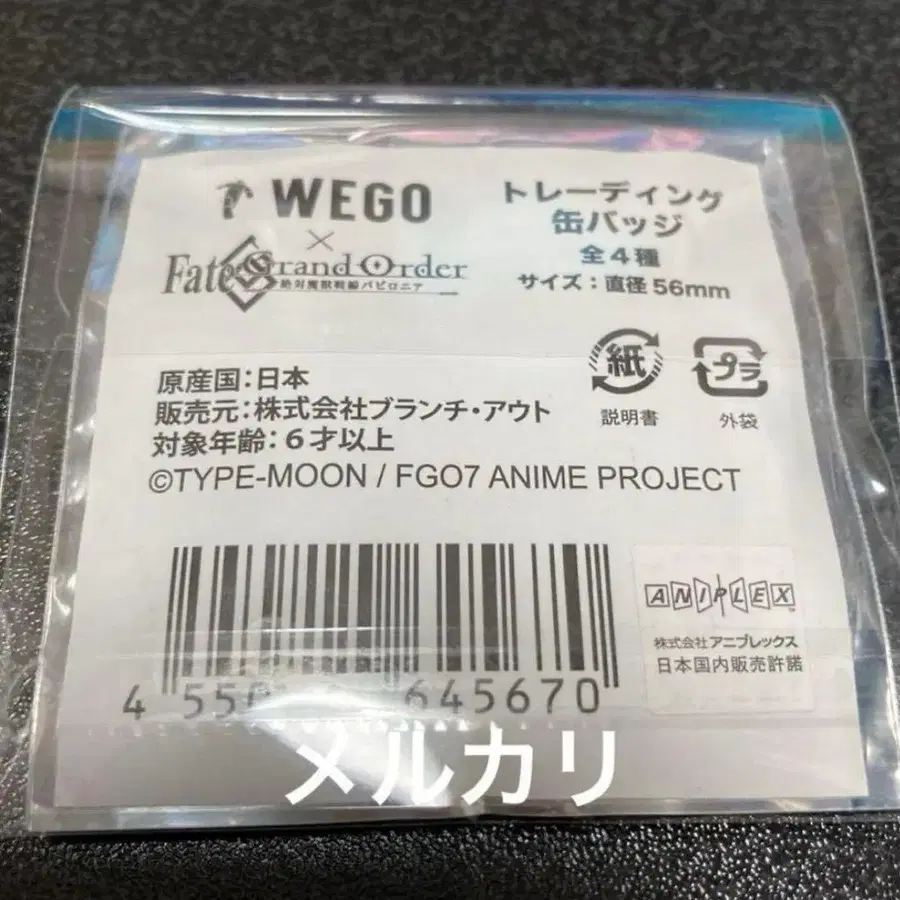 WEGO
×
Fate/Grand Order
絶対魔獣戦線バビロニア
トレーディング
缶バッジ
全4種
サイズ:直径56mm
紙
説明書
プラ
外袋
原産国:日本
販売元:株式会社ブランチ・アウト
対象年齢:6才以上
©TYPE-MOON / FGO7 ANIME PROJECT
ANIPLEX
株式会社アニプレックス
日本国内販売許諾
4 645670
メルカリ